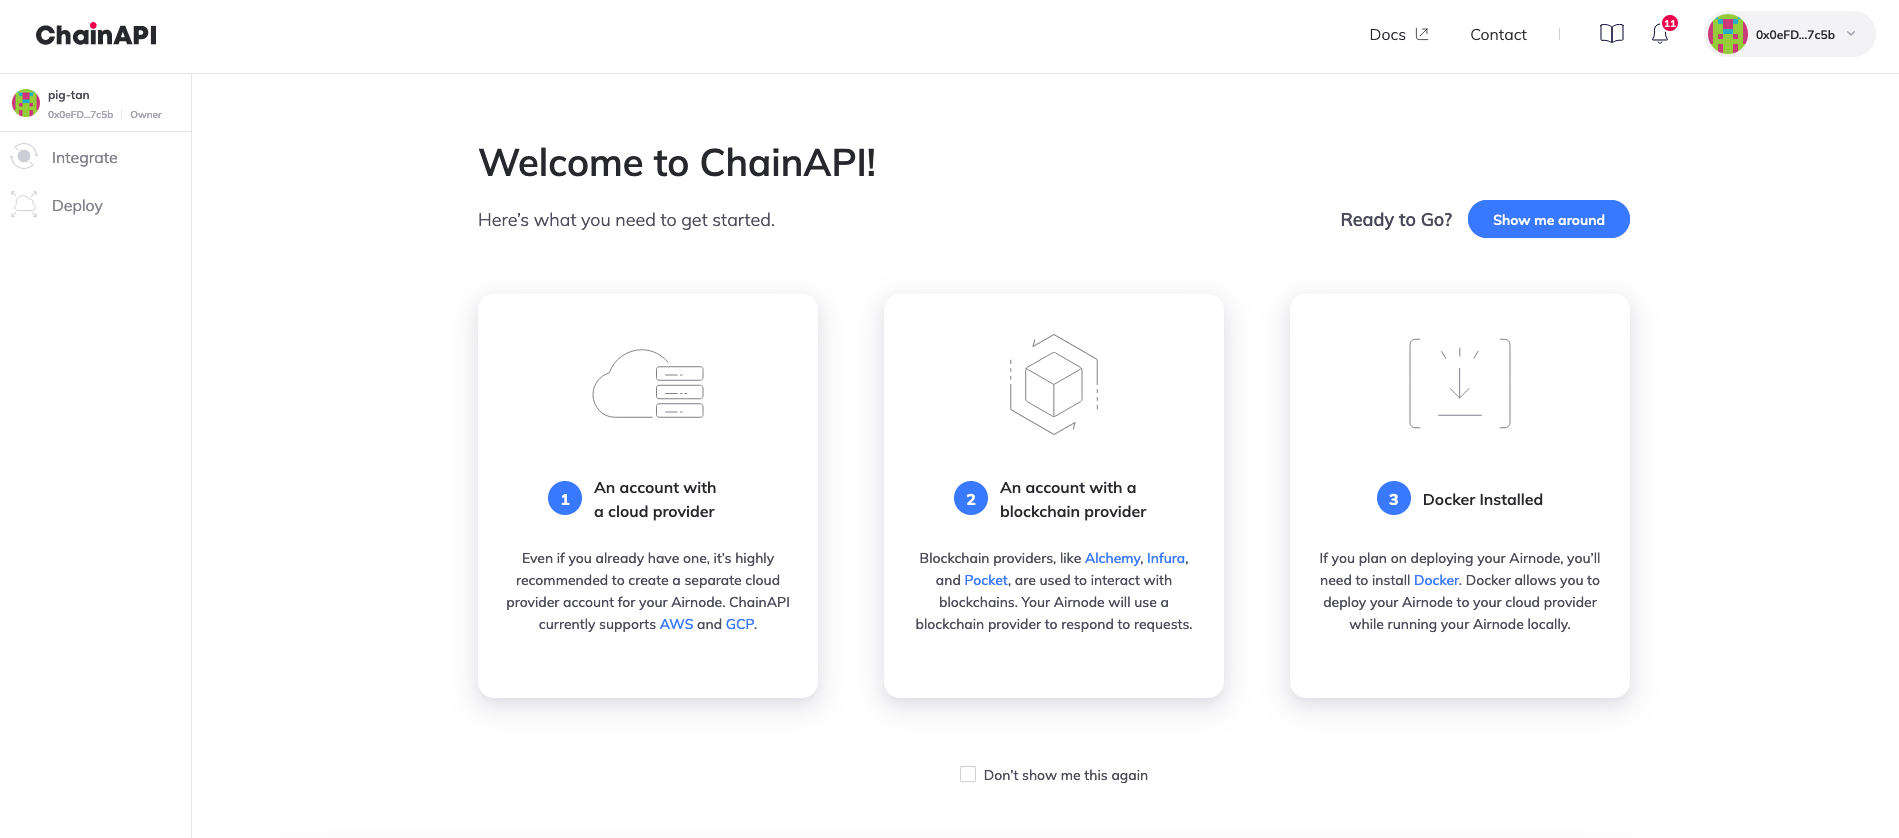 ChainAPI
Docs
Contact
11
0x0eFD...7c5b
pig-tan
0x0eFD...7c5b
Owner
Integrate
Deploy
Welcome to ChainAPI!
Here's what you need to get started.
Ready to Go?
Show me around
1
An account with
a cloud provider
Even if you already have one, it's highly
recommended to create a separate cloud
provider account for your Airnode. ChainAPI
currently supports AWS and GCP.
2
An account with a
blockchain provider
Blockchain providers, like Alchemy, Infura,
and Pocket, are used to interact with
blockchains. Your Airnode will use a
blockchain provider to respond to requests.
3
Docker Installed
If you plan on deploying your Airnode, you'll
need to install Docker. Docker allows you to
deploy your Airnode to your cloud provider
while running your Airnode locally.
Don't show me this again